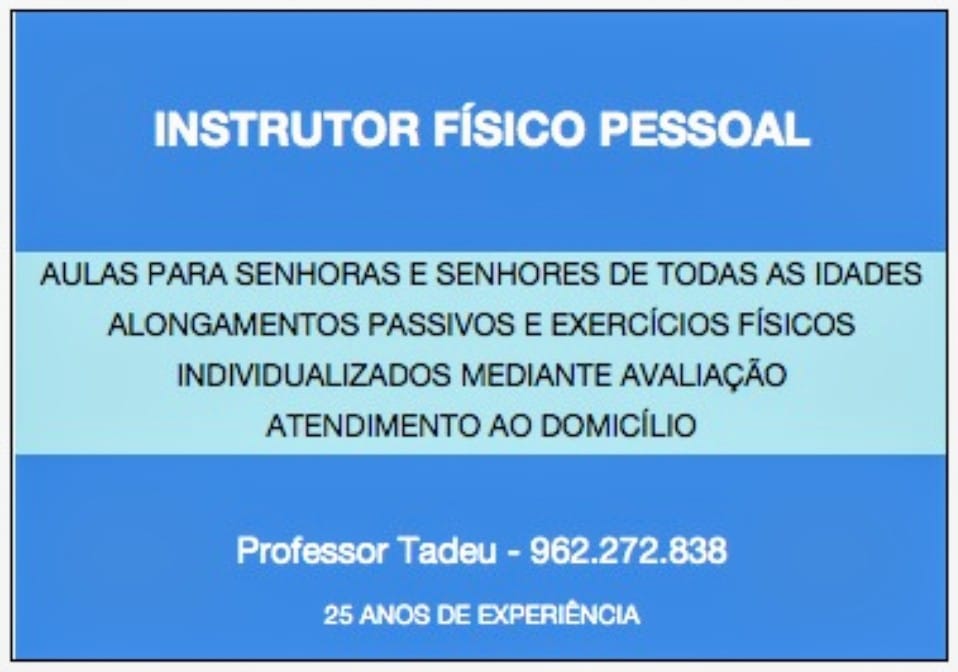 INSTRUTOR FÍSICO PESSOAL
AULAS PARA SENHORAS E SENHORES DE TODAS AS IDADES
ALONGAMENTOS PASSIVOS E EXERCÍCIOS FÍSICOS
INDIVIDUALIZADOS MEDIANTE AVALIAÇÃO
ATENDIMENTO AO DOMICÍLIO
Professor Tadeu - 962.272.838
25 ANOS DE EXPERIÊNCIA